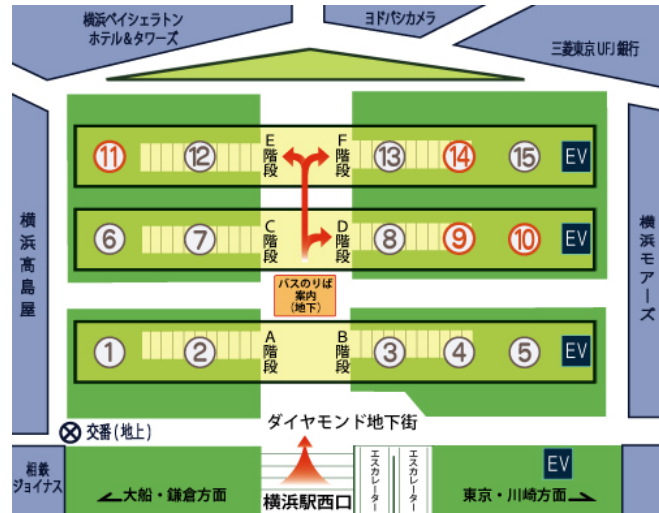 横浜ベイシェラトン
ホテル&タワーズ
ヨドバシカメラ
三菱東京UFJ銀行
横浜髙島屋
横浜モアーズ
11
12
E階段
F階段
13
14
15
EV
6
7
C階段
D階段
8
9
10
EV
バスのりば
案内
(地下)
1
2
A階段
B階段
3
4
5
EV
交番(地上)
ダイヤモンド地下街
相鉄
ジョイナス
大船・鎌倉方面
横浜駅西口
エスカレーター
エスカレーター
EV
東京・川崎方面